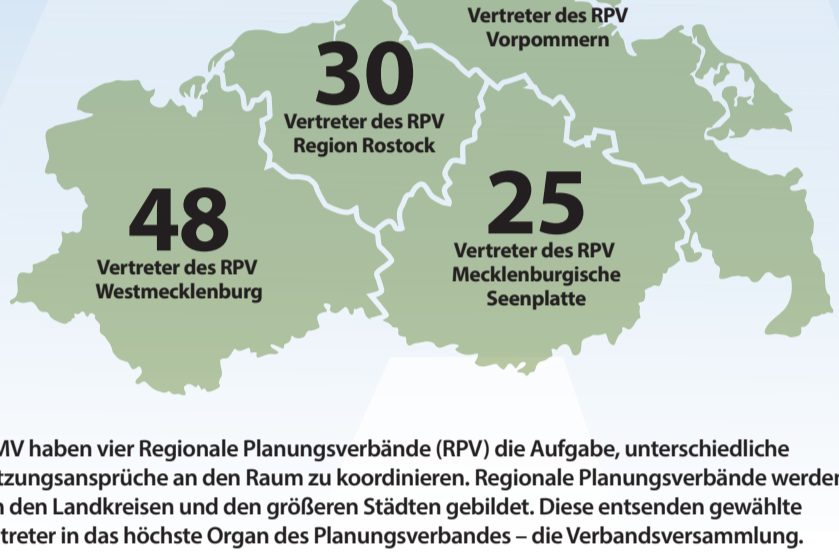 Vertreter des RPV
Vorpommern
30
Vertreter des RPV
Region Rostock
48
Vertreter des RPV
Westmecklenburg
25
Vertreter des RPV
Mecklenburgische
Seenplatte
MV haben vier Regionale Planungsverbände (RPV) die Aufgabe, unterschiedliche
tzungsansprüche an den Raum zu koordinieren. Regionale Planungsverbände werden
n den Landkreisen und den größeren Städten gebildet. Diese entsenden gewählte
treter in das höchste Organ des Planungsverbandes – die Verbandsversammlung.